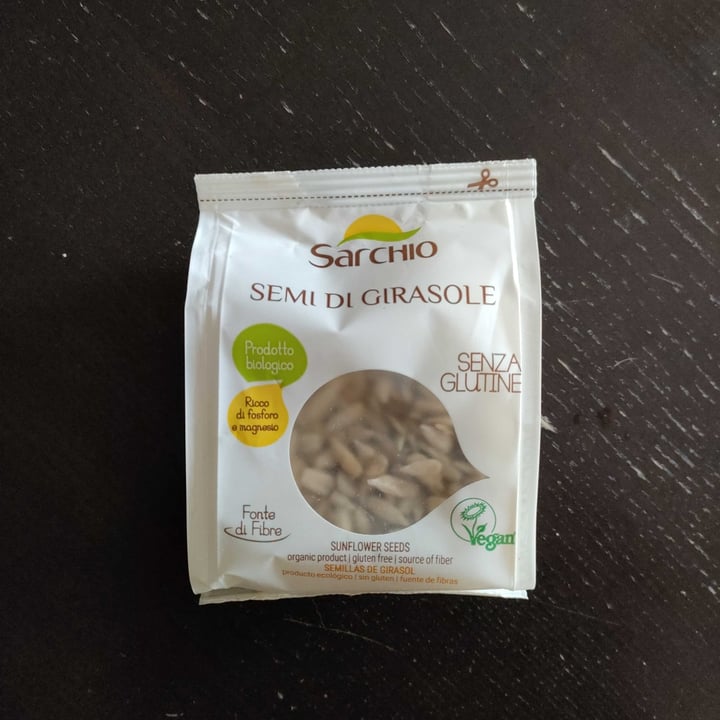 Sarchio
SEMI DI GIRASOLE
Prodotto
biologico
SENZA
GLUTINE
Ricco
di fosforo
e magnesio
Fonte
di Fibre
Vegan
SUNFLOWER SEEDS
organic product | gluten free | source of fiber
SEMILLAS DE GIRASOL
producto ecológico | sin gluten | fuente de fibras